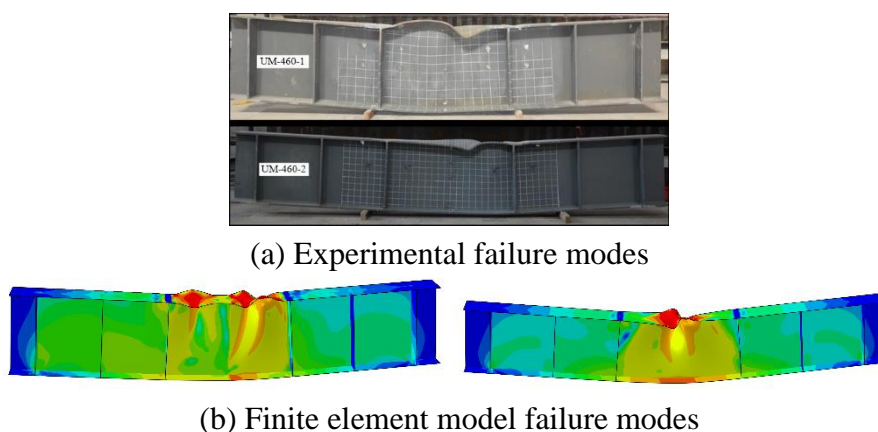 UM-460-1
UM-460-2
(a) Experimental failure modes
(b) Finite element model failure modes